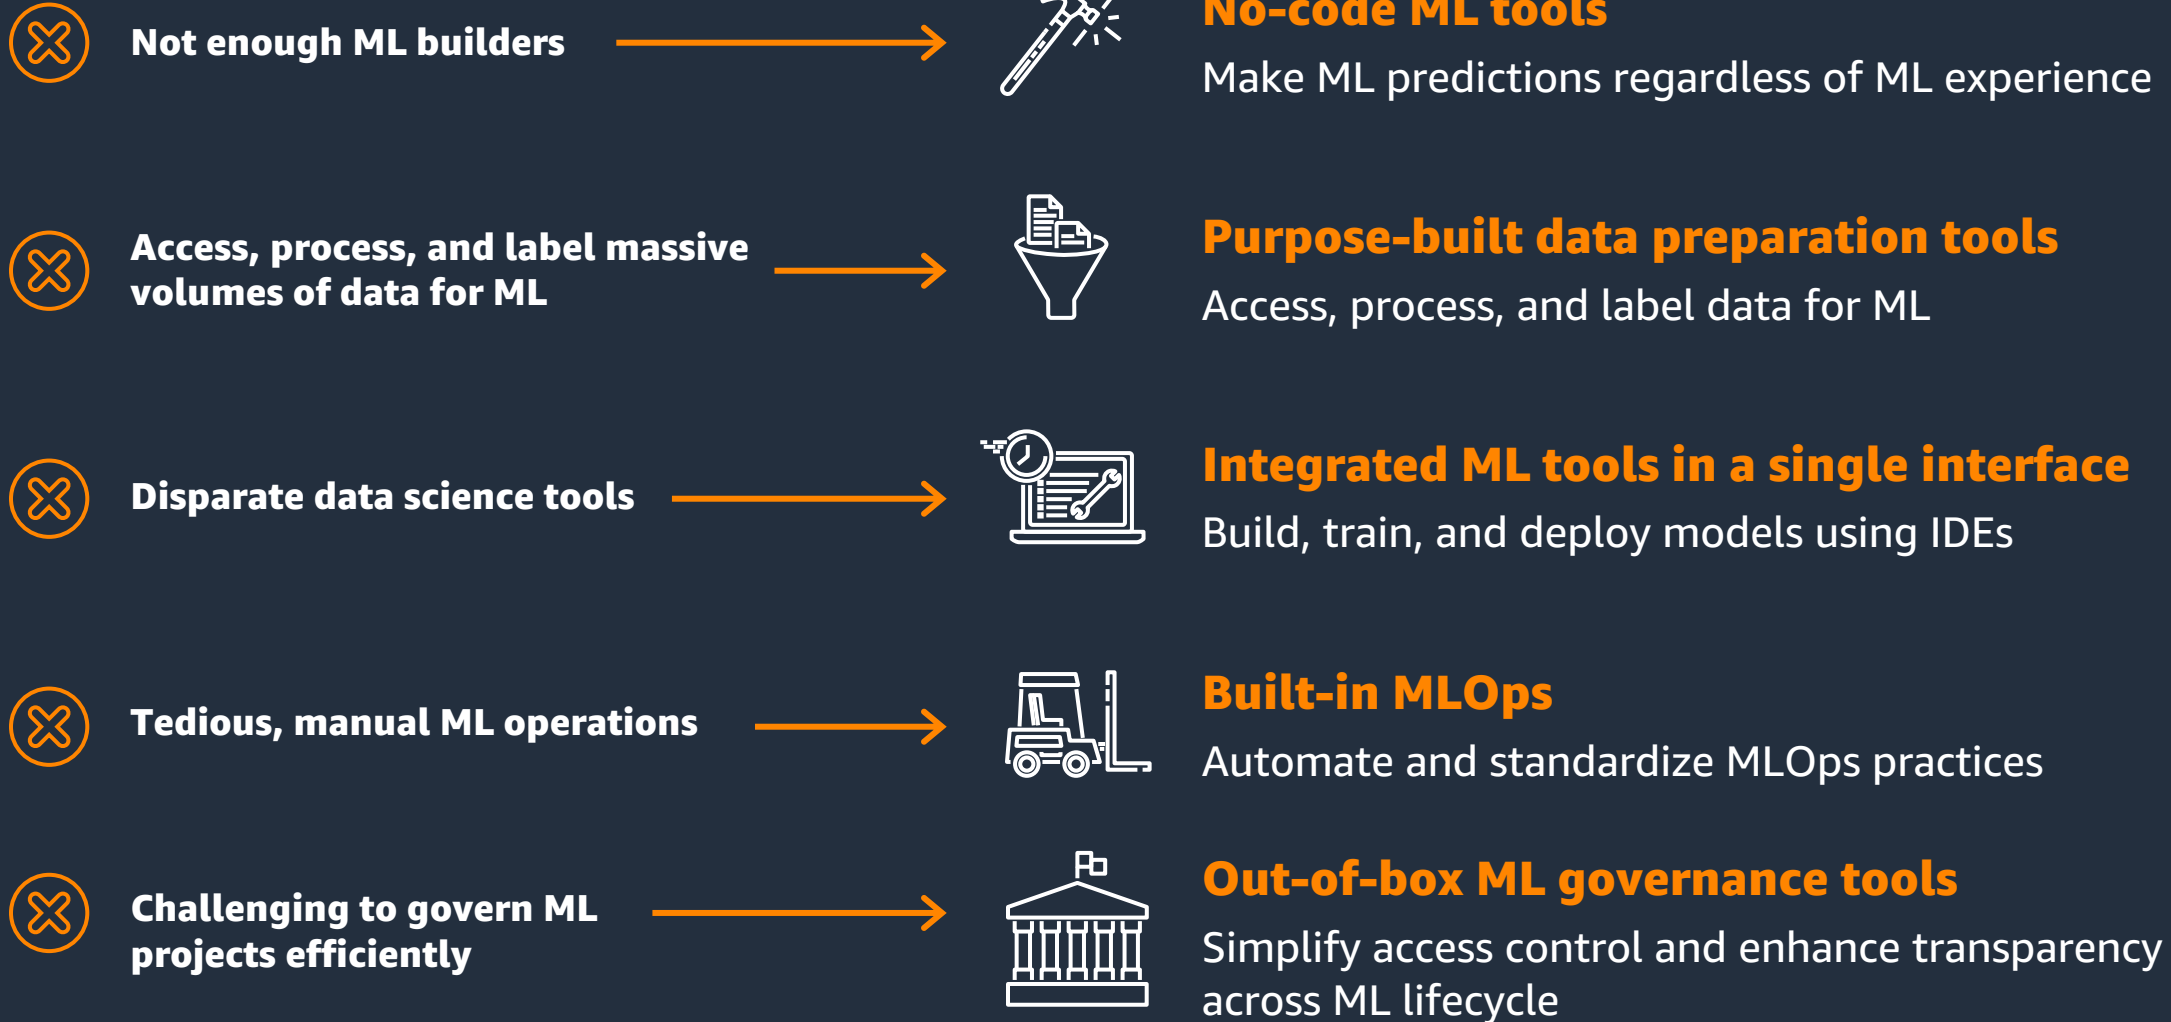 Not enough ML builders
No-code ML tools
Make ML predictions regardless of ML experience
Access, process, and label massive
volumes of data for ML
Purpose-built data preparation tools
Access, process, and label data for ML
Disparate data science tools
Integrated ML tools in a single interface
Build, train, and deploy models using IDEs
Tedious, manual ML operations
Built-in MLOps
Automate and standardize MLOps practices
Challenging to govern ML
projects efficiently
Out-of-box ML governance tools
Simplify access control and enhance transparency
across ML lifecycle